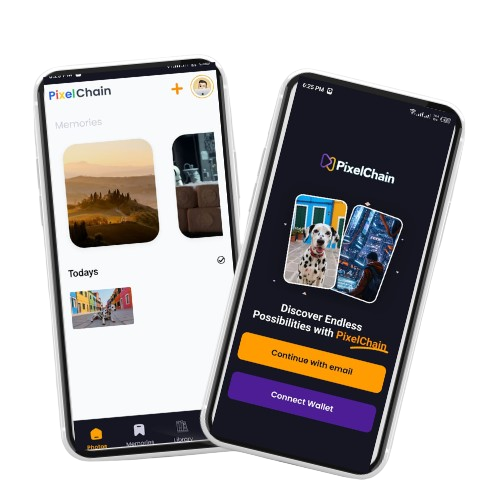 PixelChain
Memories
Todays
Photos
Memories
Library
6:25 PM
PixelChain
Discover Endless
Possibilities with PixelChain
Continue with email
Connect Wallet